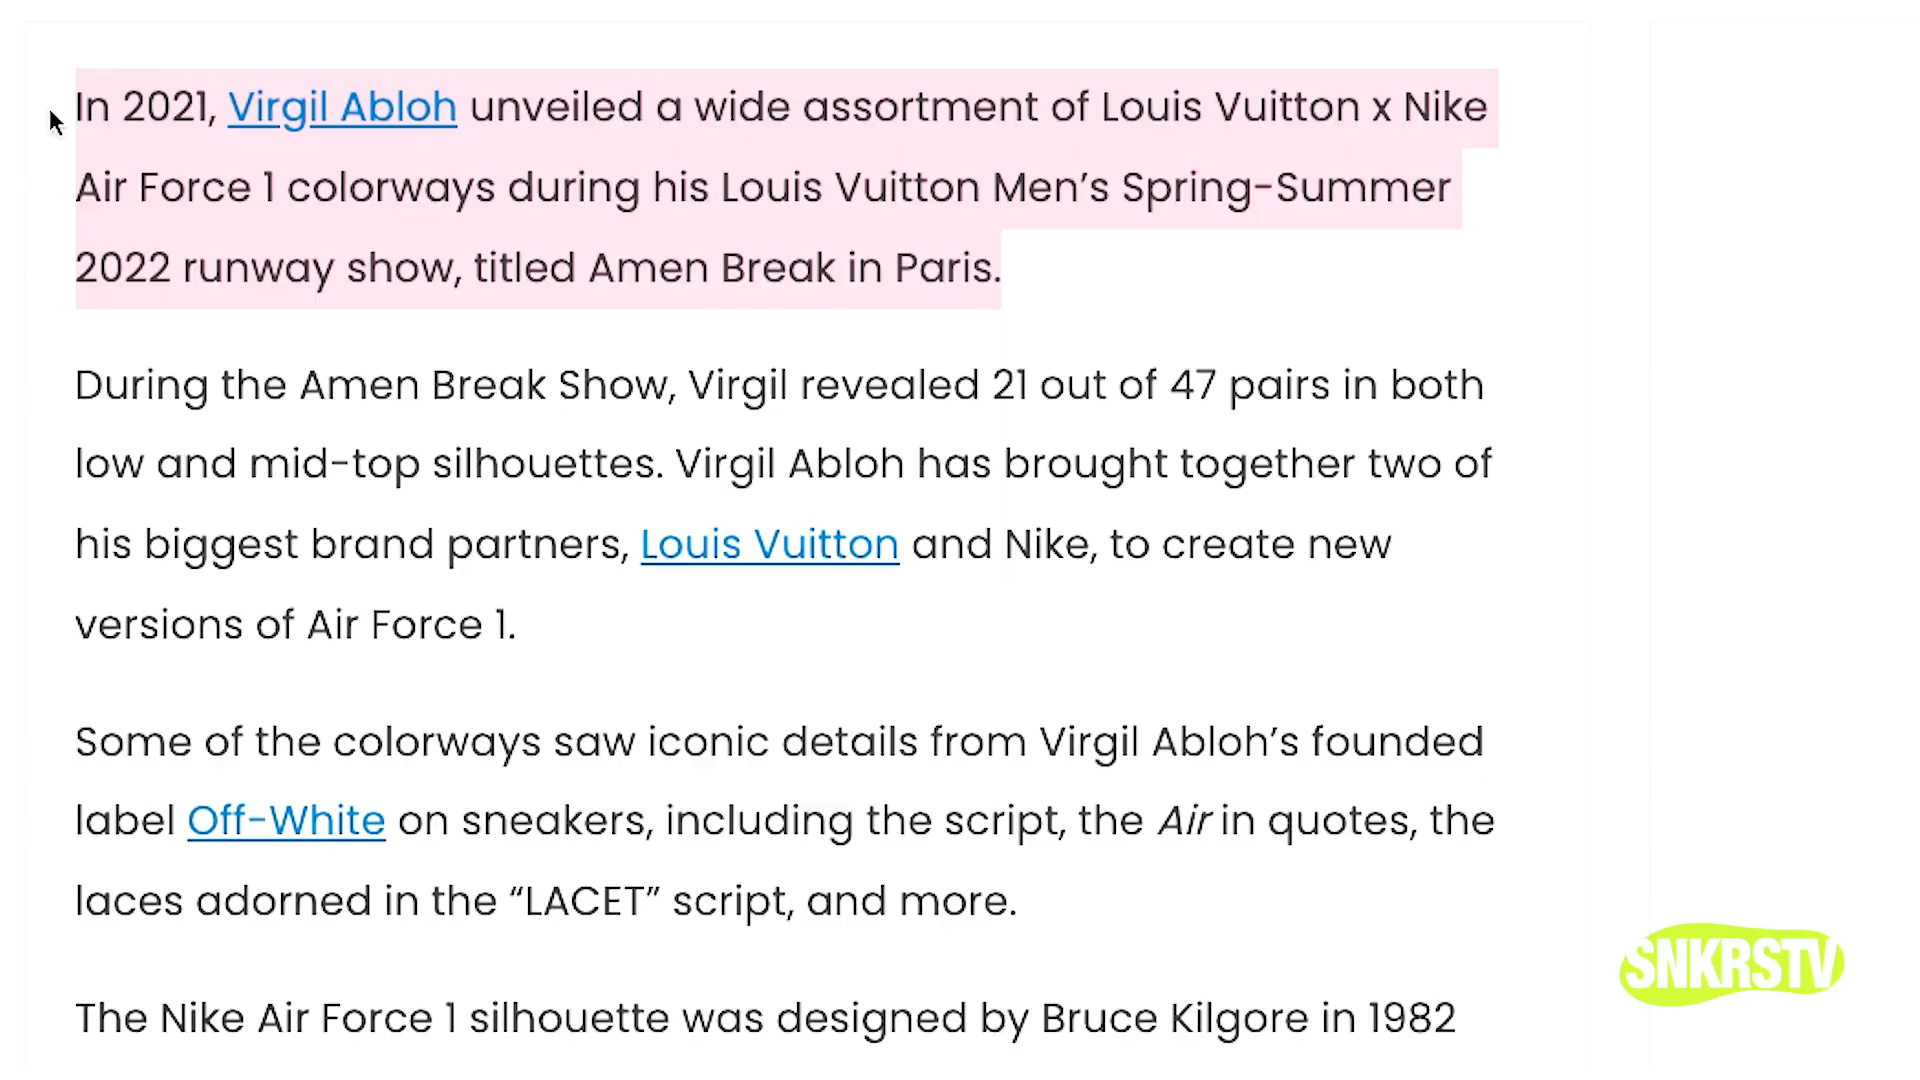 In 2021, Virgil Abloh unveiled a wide assortment of Louis Vuitton x Nike
Air Force 1 colorways during his Louis Vuitton Men’s Spring-Summer
2022 runway show, titled Amen Break in Paris.
During the Amen Break Show, Virgil revealed 21 out of 47 pairs in both
low and mid-top silhouettes. Virgil Abloh has brought together two of
his biggest brand partners, Louis Vuitton and Nike, to create new
versions of Air Force 1.
Some of the colorways saw iconic details from Virgil Abloh’s founded
label Off-White on sneakers, including the script, the Air in quotes, the
laces adorned in the “LACET” script, and more.
The Nike Air Force 1 silhouette was designed by Bruce Kilgore in 1982
SNKRSTV